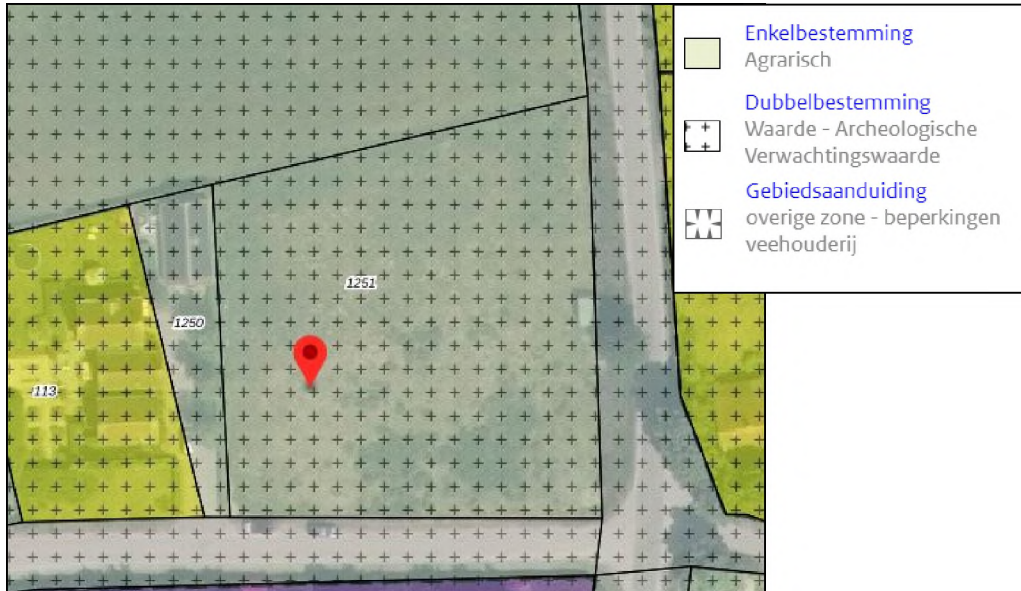 Enkelbestemming
Agrarisch
Dubbelbestemming
Waarde - Archeologische
Verwachtingswaarde
Gebiedsaanduiding
overige zone - beperkingen
veehouderij
1251
1250
113